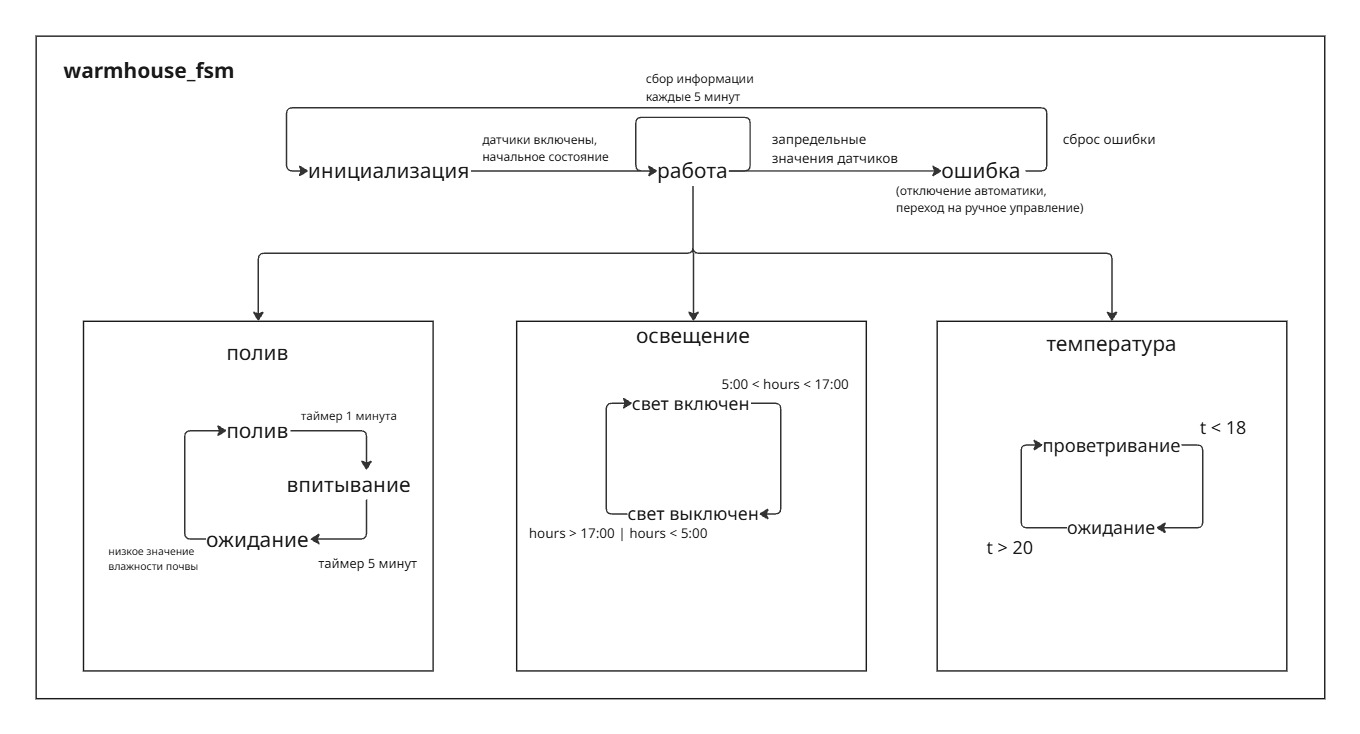 warmhouse_fsm
сбор информации
каждые 5 минут
датчики включены,
начальное состояние
запредельные
значения датчиков
сброс ошибки
инициализация
работа
ошибка
(отключение автоматики,
переход на ручное управление)
полив
таймер 1 минута
полив
впитывание
ожидание
низкое значение
влажности почвы
таймер 5 минут
освещение
5:00 < hours < 17:00
свет включен
свет выключен
hours > 17:00 | hours < 5:00
температура
t < 18
проветривание
ожидание
t > 20